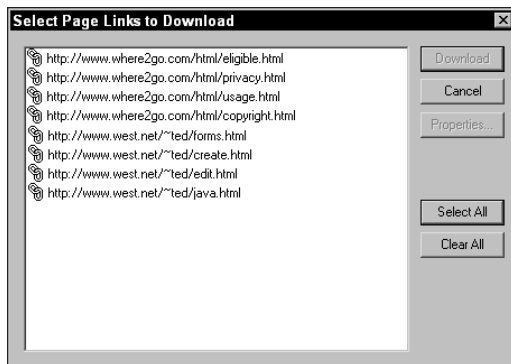 Select Page Links to Download
http://www.where2go.com/html/eligible.html
http://www.where2go.com/html/privacy.html
http://www.where2go.com/html/usage.html
http://www.where2go.com/html/copyright.html
http://www.west.net/~ted/forms.html
http://www.west.net/~ted/create.html
http://www.west.net/~ted/edit.html
http://www.west.net/~ted/java.html
Download
Cancel
Properties...
Select All
Clear All